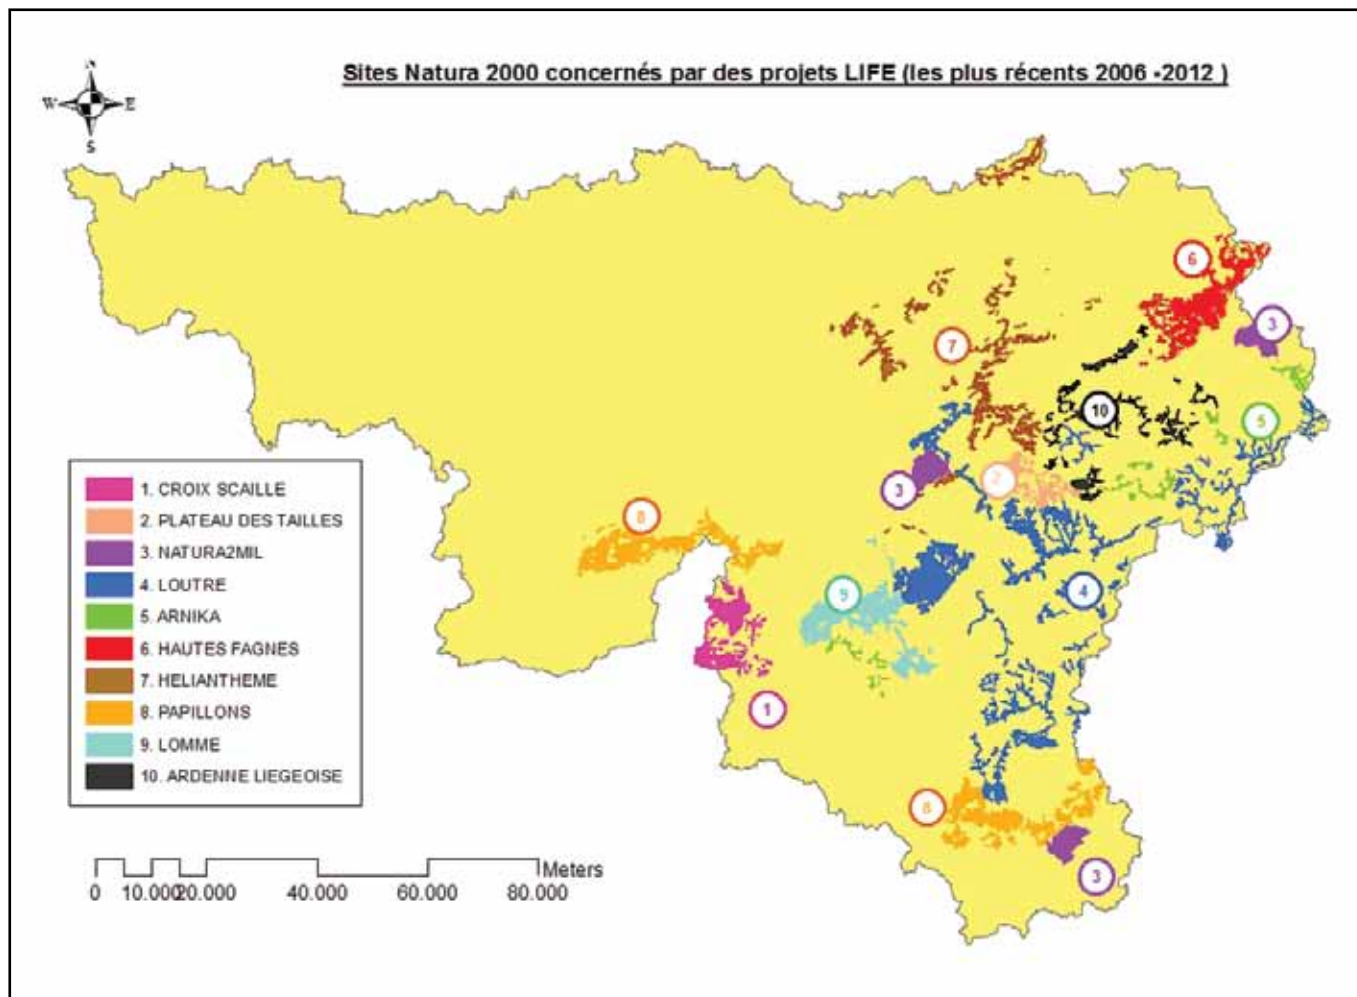 Sites Natura 2000 concernés par des projets LIFE (les plus récents 2006 -2012 )
N
W E
S
6
3
7
10
5
3
2
8
9
4
1
8
3
1. CROIX SCAILLE
2. PLATEAU DES TAILLES
3. NATURA2MIL
4. LOUTRE
5. ARNIKA
6. HAUTES FAGNES
7. HELIANTHEME
8. PAPILLONS
9. LOMME
10. ARDENNE LIEGEOISE
Meters
0 10.000 20.000 40.000 60.000 80.000